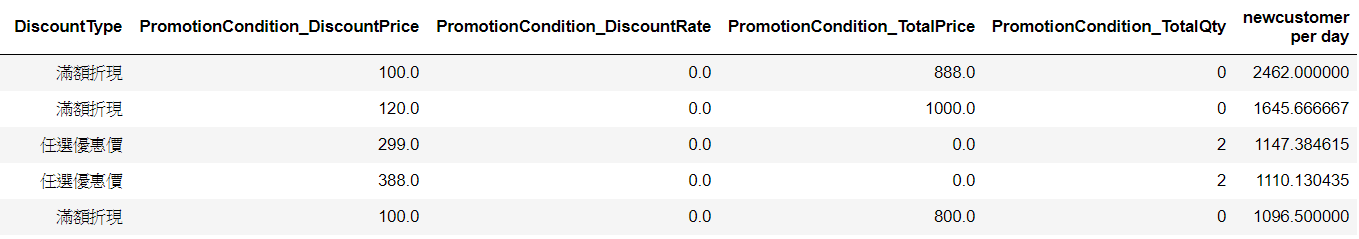 DiscountType PromotionCondition_DiscountPrice PromotionCondition_DiscountRate PromotionCondition_TotalPrice PromotionCondition_TotalQty newcustomer
per day
滿額折現 100.0 0.0 888.0 0 2462.000000
滿額折現 120.0 0.0 1000.0 0 1645.666667
任選優惠價 299.0 0.0 0.0 2 1147.384615
任選優惠價 388.0 0.0 0.0 2 1110.130435
滿額折現 100.0 0.0 800.0 0 1096.500000